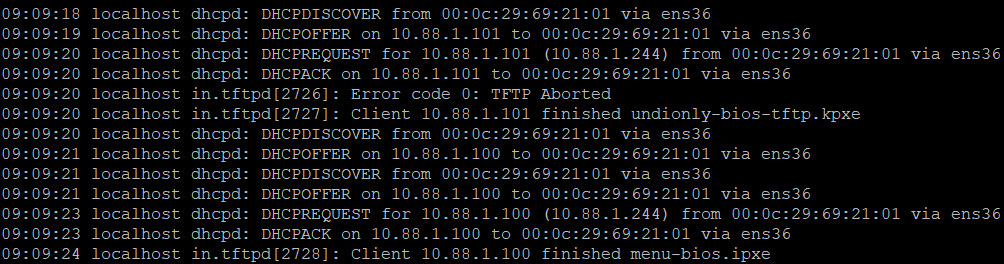 09:09:18 localhost dhcpd: DHCPDISCOVER from 00:0c:29:69:21:01 via ens36
09:09:19 localhost dhcpd: DHCPOFFER on 10.88.1.101 to 00:0c:29:69:21:01 via ens36
09:09:20 localhost dhcpd: DHCPREQUEST for 10.88.1.101 (10.88.1.244) from 00:0c:29:69:21:01 via ens36
09:09:20 localhost dhcpd: DHCPACK on 10.88.1.101 to 00:0c:29:69:21:01 via ens36
09:09:20 localhost in.tftpd[2726]: Error code 0: TFTP Aborted
09:09:20 localhost in.tftpd[2727]: Client 10.88.1.101 finished undionly-bios-tftp.kpxe
09:09:20 localhost dhcpd: DHCPDISCOVER from 00:0c:29:69:21:01 via ens36
09:09:21 localhost dhcpd: DHCPOFFER on 10.88.1.100 to 00:0c:29:69:21:01 via ens36
09:09:21 localhost dhcpd: DHCPDISCOVER from 00:0c:29:69:21:01 via ens36
09:09:21 localhost dhcpd: DHCPOFFER on 10.88.1.100 to 00:0c:29:69:21:01 via ens36
09:09:23 localhost dhcpd: DHCPREQUEST for 10.88.1.100 (10.88.1.244) from 00:0c:29:69:21:01 via ens36
09:09:23 localhost dhcpd: DHCPACK on 10.88.1.100 to 00:0c:29:69:21:01 via ens36
09:09:24 localhost in.tftpd[2728]: Client 10.88.1.100 finished menu-bios.ipxe